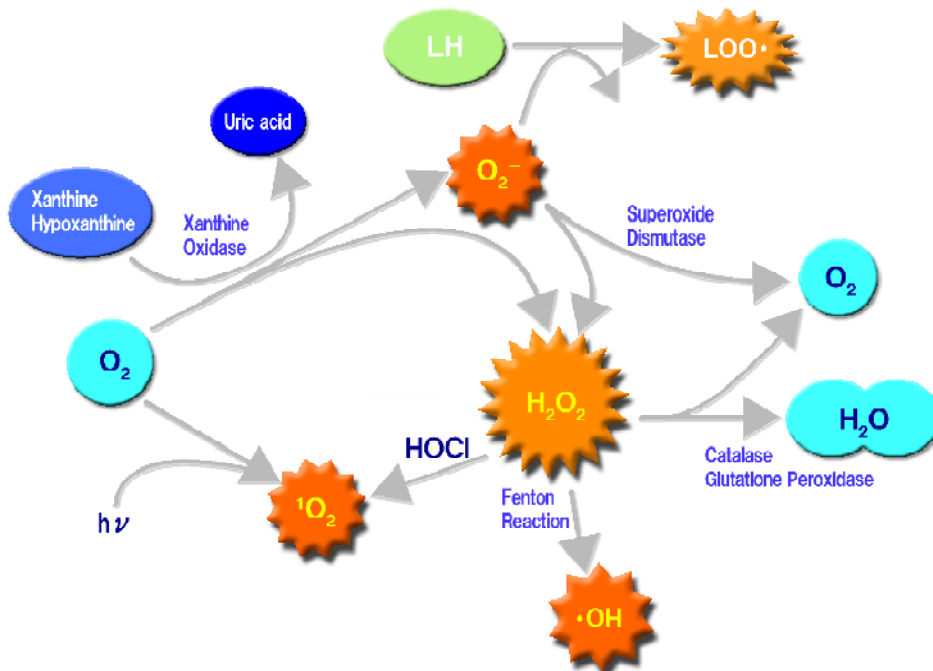 LH
LOO•
Uric acid
O₂⁻
Xanthine
Hypoxanthine
Xanthine
Oxidase
Superoxide
Dismutase
O₂
O₂
H₂O₂
H₂O
HOCl
Catalase
Glutatione Peroxidase
Fenton
Reaction
¹O₂
hν
•OH